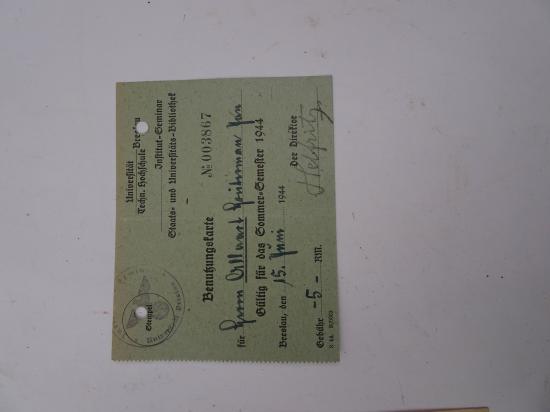 Universität
Techn. Hochschule Breslau
Institut-Seminar
Staats- und Universitäts-Bibliothek
№ 003867
Benutzungskarte
für
Gültig für das Sommer-Semester 1944
Breslau, den 15. Juni 1944
Der Direktor
Gebühr -5,- RM.
Stempel